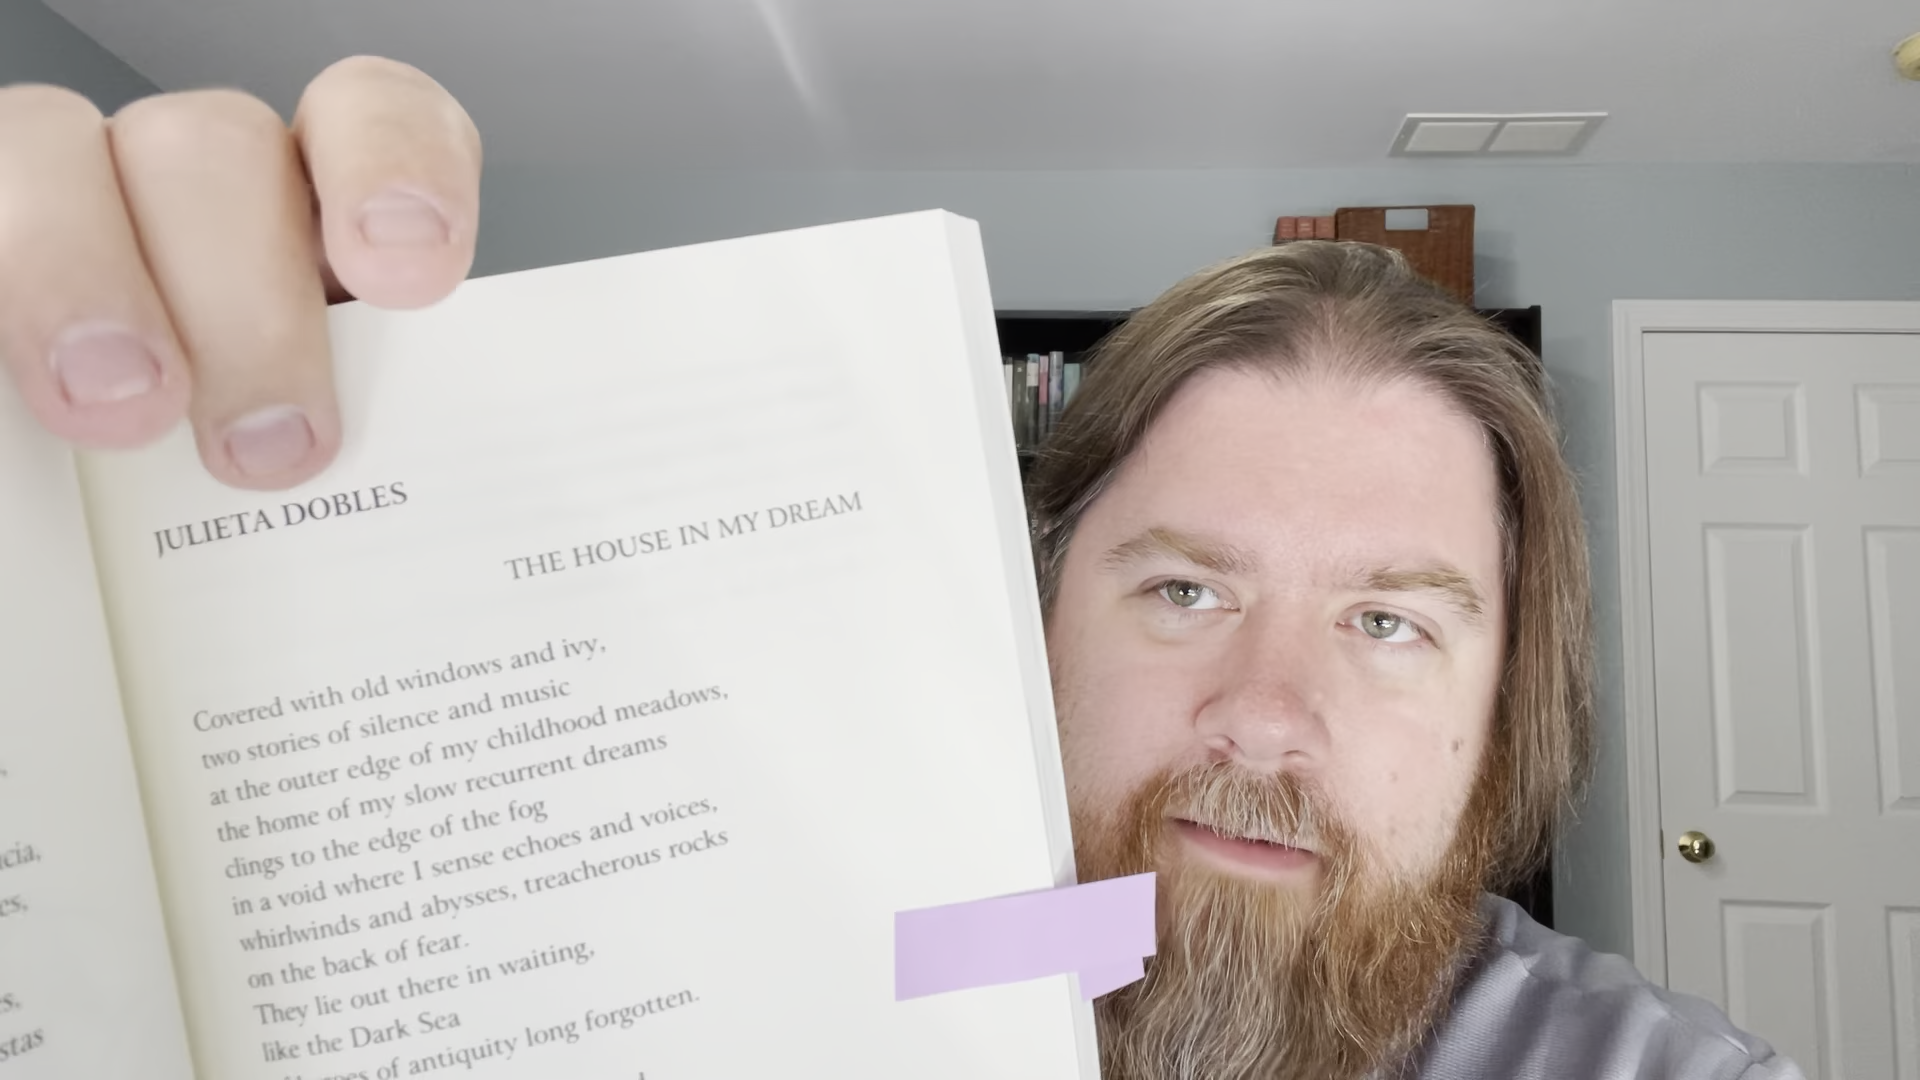 JULIETA DOBLES
THE HOUSE IN MY DREAM
Covered with old windows and ivy,
two stories of silence and music
at the outer edge of my childhood meadows,
the home of my slow recurrent dreams
clings to the edge of the fog
in a void where I sense echoes and voices,
whirlwinds and abysses, treacherous rocks
on the back of fear.
They lie out there in waiting,
like the Dark Sea
of antiquity long forgotten.